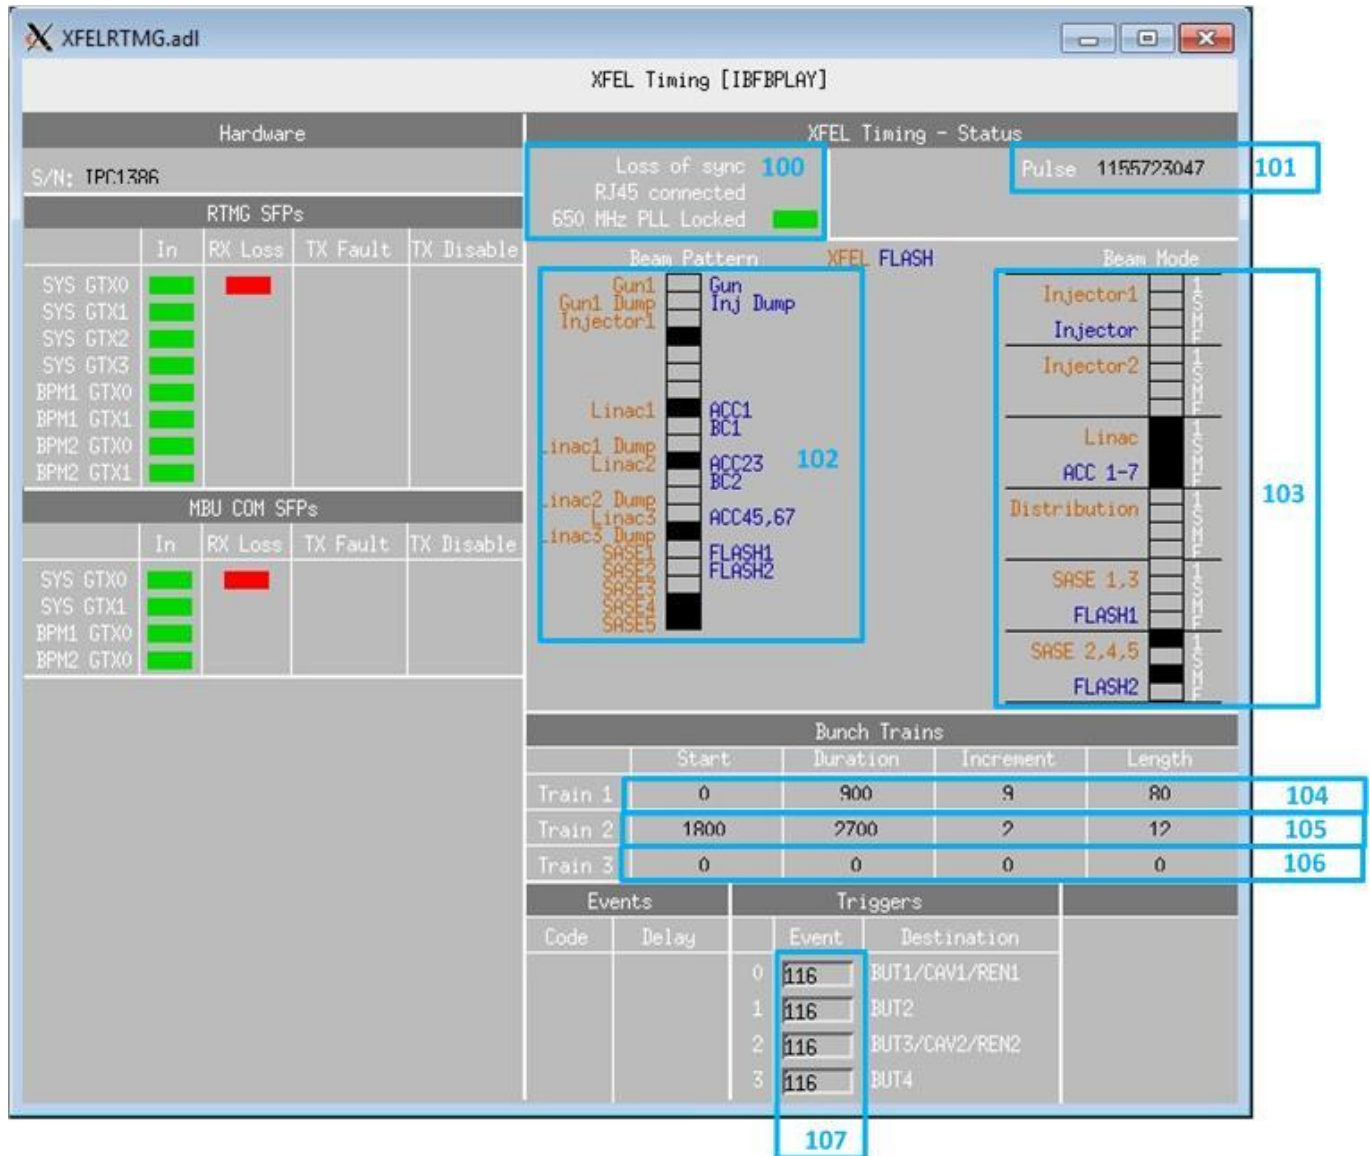 XFELRTMG.adl
XFEL Timing [IBFBPLAY]
Hardware
XFEL Timing - Status
S/N: IPC1386
Loss of sync 100
RJ45 connected
650 MHz PLL Locked
Pulse 1155723047 101
RTMG SFPs
In RX Loss TX Fault TX Disable
SYS GTX0
SYS GTX1
SYS GTX2
SYS GTX3
BPM1 GTX0
BPM1 GTX1
BPM2 GTX0
BPM2 GTX1
MBU COM SFPs
In RX Loss TX Fault TX Disable
SYS GTX0
SYS GTX1
BPM1 GTX0
BPM2 GTX0
Beam Pattern XFEL FLASH Beam Mode
Gun1 Gun
Gun1 Dump Inj Dump
Injector1
Linac1 ACC1
BC1
Linac1 Dump
Linac2 ACC23 102
BC2
Linac2 Dump
Linac3 ACC45,67
Linac3 Dump
SASE1 FLASH1
SASE2 FLASH2
SASE3
SASE4
SASE5
Injector1
Injector
Injector2
Linac
ACC 1-7
Distribution
103
SASE 1,3
FLASH1
SASE 2,4,5
FLASH2
Bunch Trains
Start Duration Increment Length
Train 1 0 900 9 80 104
Train 2 1800 2700 2 12 105
Train 3 0 0 0 0 106
Events Triggers
Code Delay Event Destination
0 116 BUT1/CAV1/REN1
1 116 BUT2
2 116 BUT3/CAV2/REN2
3 116 BUT4
107